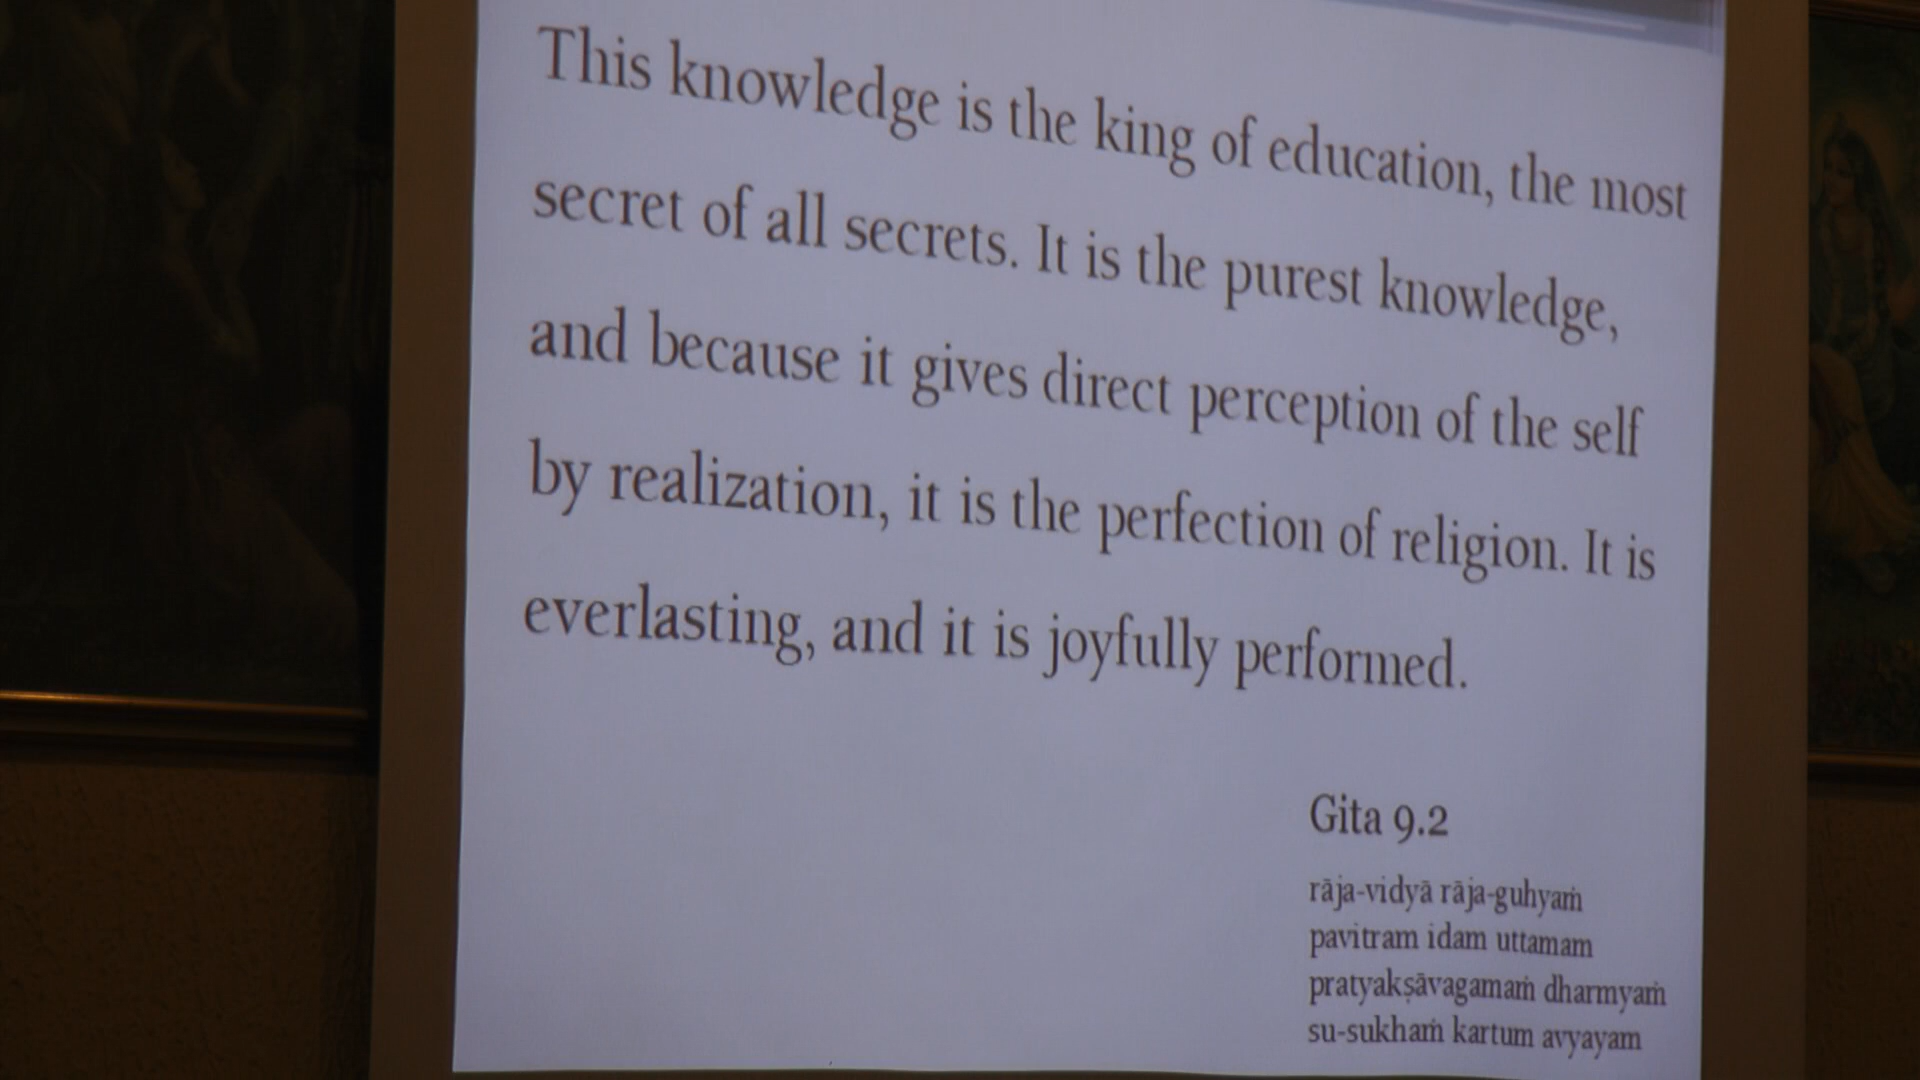 This knowledge is the king of education, the most
secret of all secrets. It is the purest knowledge,
and because it gives direct perception of the self
by realization, it is the perfection of religion. It is
everlasting, and it is joyfully performed.
Gita 9.2
rāja-vidyā rāja-guhyaṁ
pavitram idam uttamam
pratyakṣāvagamaṁ dharmyaṁ
su-sukhaṁ kartum avyayam